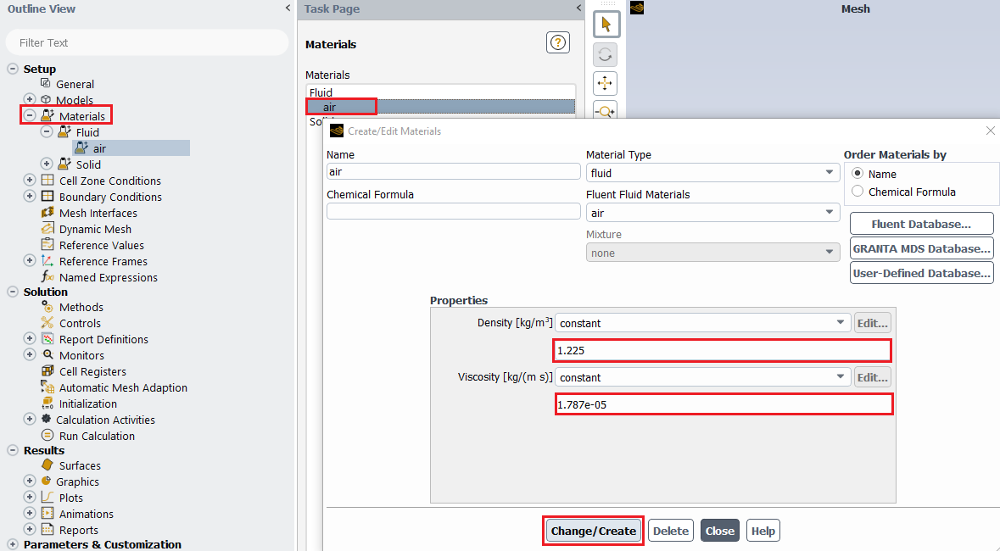 Outline View
<
Filter Text
Setup
General
Models
Materials
Fluid
air
Solid
Cell Zone Conditions
Boundary Conditions
Mesh Interfaces
Dynamic Mesh
Reference Values
Reference Frames
Named Expressions
Solution
Methods
Controls
Report Definitions
Monitors
Cell Registers
Automatic Mesh Adaption
Initialization
Calculation Activities
Run Calculation
Results
Surfaces
Graphics
Plots
Animations
Reports
Parameters & Customization
Task Page
<
Materials
?
Materials
Fluid
air
Mesh
Create/Edit Materials
Name
air
Chemical Formula
Material Type
fluid
Fluent Fluid Materials
air
Mixture
none
Order Materials by
Name
Chemical Formula
Fluent Database...
GRANTA MDS Database...
User-Defined Database...
Properties
Density [kg/m³] constant Edit...
1.225
Viscosity [kg/(m s)] constant Edit...
1.787e-05
Change/Create Delete Close Help